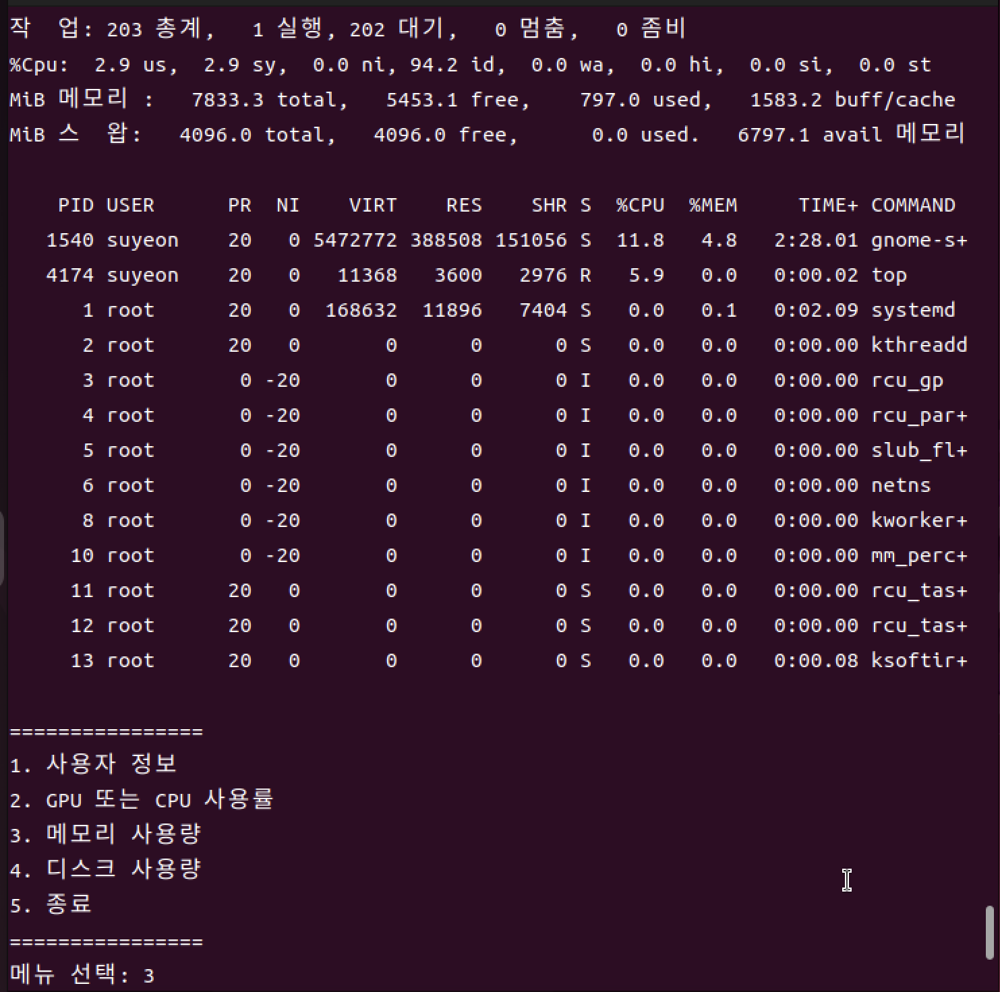 작  업: 203 총계,   1 실행, 202 대기,   0 멈춤,   0 좀비
%Cpu:  2.9 us,  2.9 sy,  0.0 ni, 94.2 id,  0.0 wa,  0.0 hi,  0.0 si,  0.0 st
MiB 메모리 :   7833.3 total,   5453.1 free,    797.0 used,   1583.2 buff/cache
MiB 스  왑:   4096.0 total,   4096.0 free,      0.0 used.   6797.1 avail 메모리
    PID USER      PR  NI    VIRT    RES    SHR S  %CPU  %MEM     TIME+ COMMAND
   1540 suyeon    20   0 5472772 388508 151056 S  11.8   4.8   2:28.01 gnome-s+
   4174 suyeon    20   0   11368   3600   2976 R   5.9   0.0   0:00.02 top
      1 root      20   0  168632  11896   7404 S   0.0   0.1   0:02.09 systemd
      2 root      20   0       0      0      0 S   0.0   0.0   0:00.00 kthreadd
      3 root       0 -20       0      0      0 I   0.0   0.0   0:00.00 rcu_gp
      4 root       0 -20       0      0      0 I   0.0   0.0   0:00.00 rcu_par+
      5 root       0 -20       0      0      0 I   0.0   0.0   0:00.00 slub_fl+
      6 root       0 -20       0      0      0 I   0.0   0.0   0:00.00 netns
      8 root       0 -20       0      0      0 I   0.0   0.0   0:00.00 kworker+
     10 root       0 -20       0      0      0 I   0.0   0.0   0:00.00 mm_perc+
     11 root      20   0       0      0      0 S   0.0   0.0   0:00.00 rcu_tas+
     12 root      20   0       0      0      0 S   0.0   0.0   0:00.00 rcu_tas+
     13 root      20   0       0      0      0 S   0.0   0.0   0:00.08 ksoftir+
================
1. 사용자 정보
2. GPU 또는 CPU 사용률
3. 메모리 사용량
4. 디스크 사용량
5. 종료
================
메뉴 선택: 3